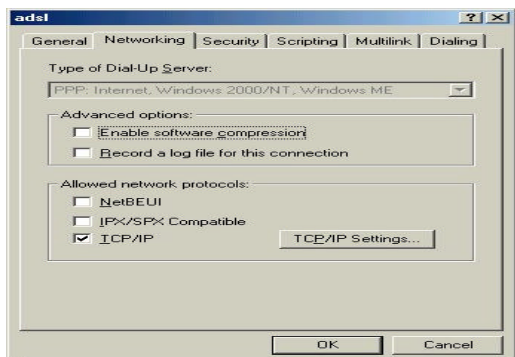 adsl
General Networking Security Scripting Multilink Dialing
Type of Dial-Up Server:
PPP: Internet, Windows 2000/NT, Windows ME
Advanced options:
Enable software compression
Record a log file for this connection
Allowed network protocols:
NetBEUI
IPX/SPX Compatible
TCP/IP TCP/IP Settings...
OK Cancel